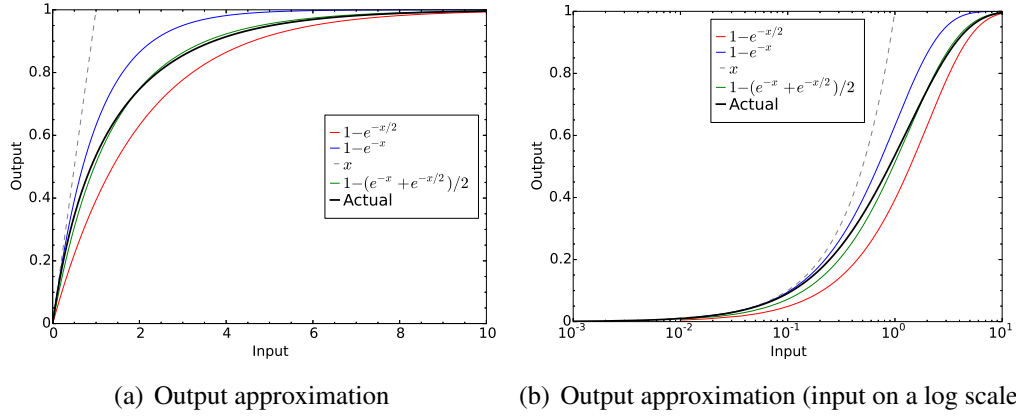 1
0.8
0.6
0.4
0.2
0
Output
0 2 4 6 8 10
Input
1−e^{−x/2}
1−e^{−x}
x
1−(e^{−x}+e^{−x/2})/2
Actual
(a) Output approximation
1
0.8
0.6
0.4
0.2
0
Output
10^{-3} 10^{-2} 10^{-1} 10^{0} 10^{1}
Input
1−e^{−x/2}
1−e^{−x}
x
1−(e^{−x}+e^{−x/2})/2
Actual
(b) Output approximation (input on a log scale